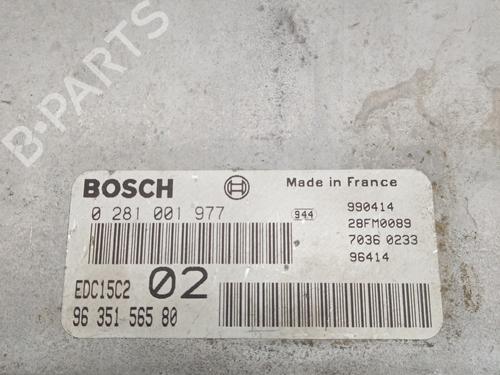 B-PARTS
BOSCH
Made in France
0 281 001 977
944
990414
28FM0089
7036 0233
96414
EDC15C2 02
96 351 565 80